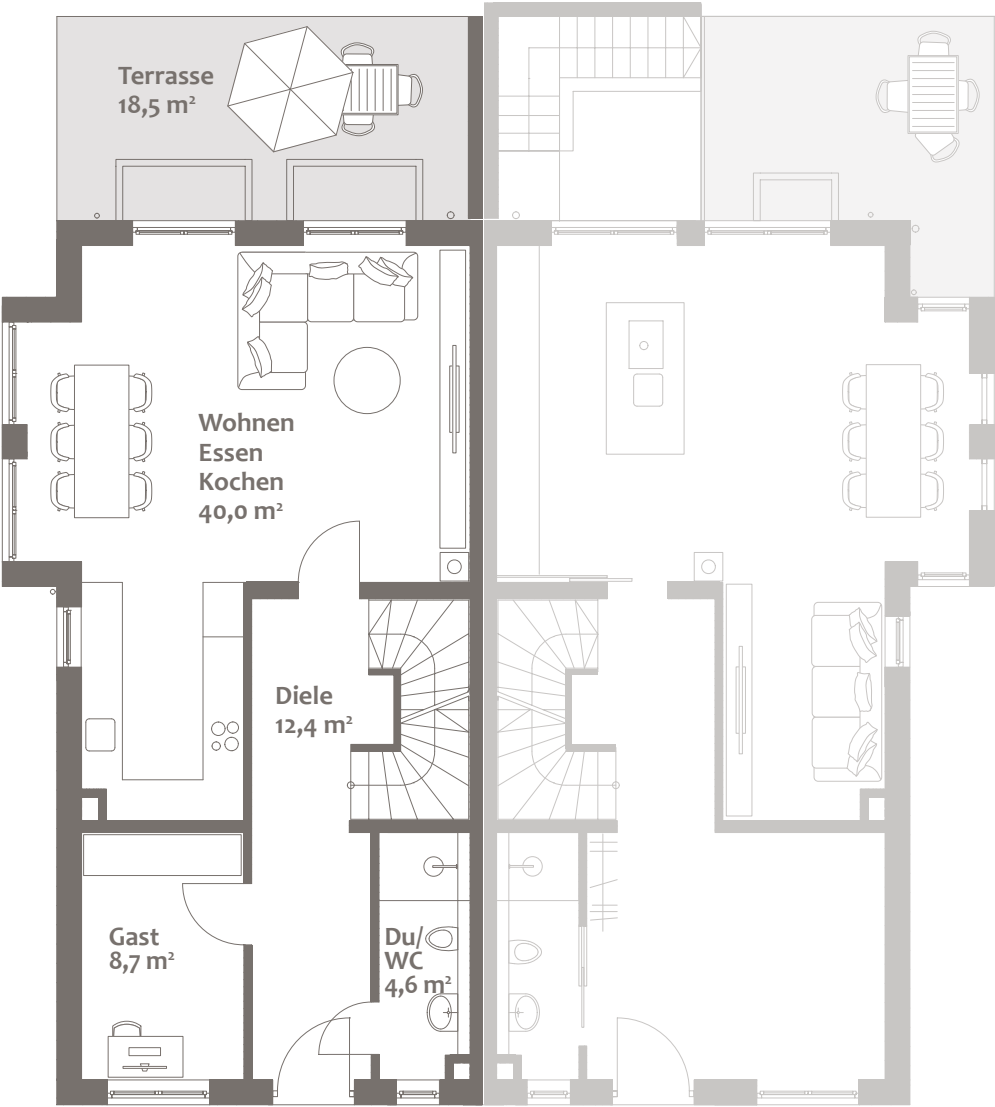 Terrasse
18,5 m²
Wohnen
Essen
Kochen
40,0 m²
Diele
12,4 m²
Gast
8,7 m²
Du/
WC
4,6 m²